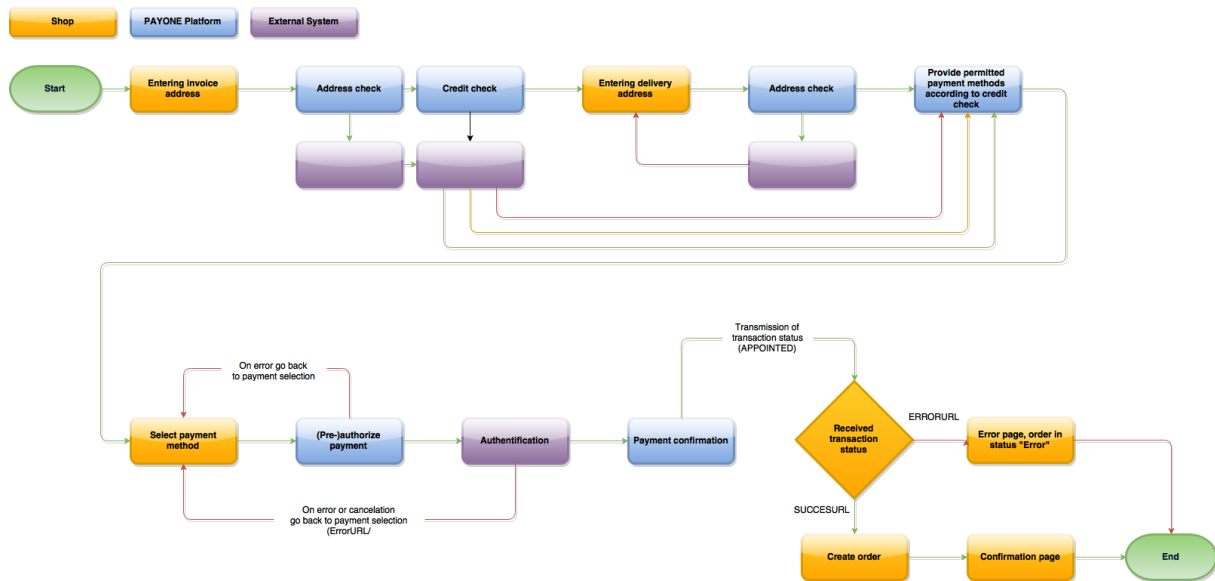 Shop
PAYONE Platform
External System
Start
Entering invoice
address
Address check
Credit check
Entering delivery
address
Address check
Provide permitted
payment methods
according to credit
check
Transmission of
transaction status
(APPOINTED)
On error go back
to payment selection
Select payment
method
(Pre-)authorize
payment
Authentification
Payment confirmation
Received
transaction
status
ERRORURL
Error page, order in
status "Error"
On error or cancelation
go back to payment selection
(ErrorURL/
SUCCESURL
Create order
Confirmation page
End